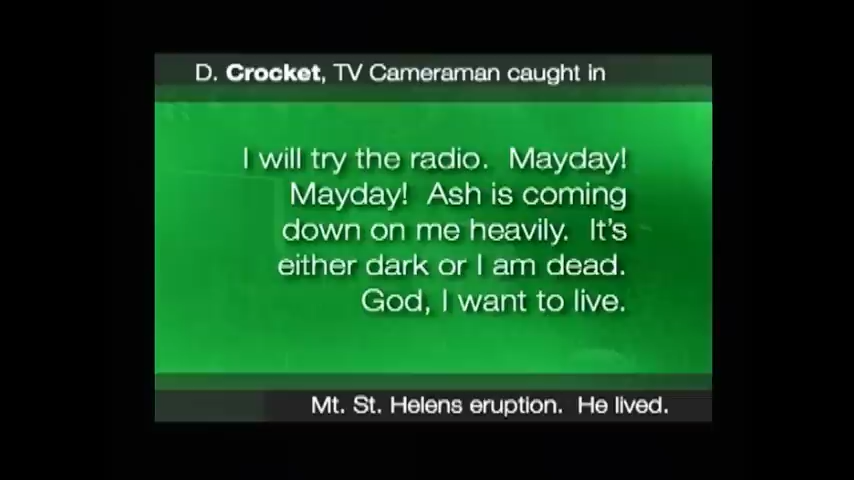 D. Crocket, TV Cameraman caught in
I will try the radio.  Mayday!
Mayday!  Ash is coming
down on me heavily.  It's
either dark or I am dead.
God, I want to live.
Mt. St. Helens eruption.  He lived.